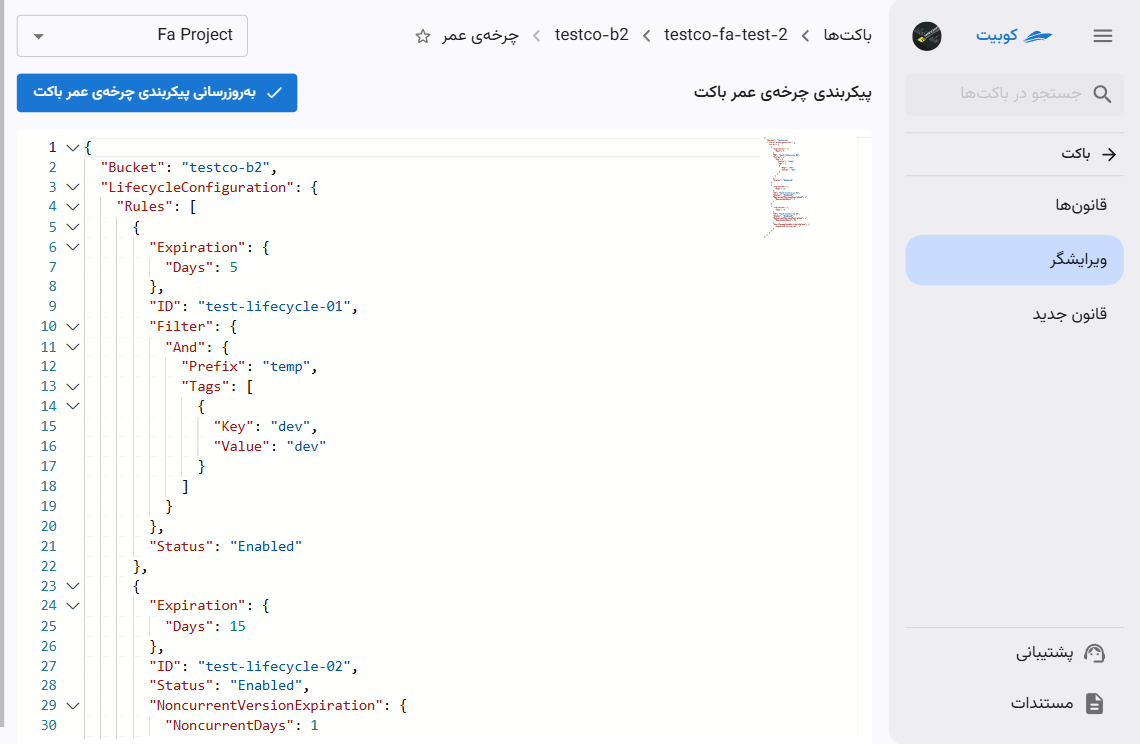 کوبیت
جستجو در باکت‌ها
باکت
قانون‌ها
ویرایشگر
قانون جدید
پشتیبانی
مستندات
باکت‌ها testco-fa-test-2 testco-b2 چرخه‌ی عمر
Fa Project
پیکربندی چرخه‌ی عمر باکت
به‌روزرسانی پیکربندی چرخه‌ی عمر باکت
1 {
2 "Bucket": "testco-b2",
3 "LifecycleConfiguration": {
4 "Rules": [
5 {
6 "Expiration": {
7 "Days": 5
8 },
9 "ID": "test-lifecycle-01",
10 "Filter": {
11 "And": {
12 "Prefix": "temp",
13 "Tags": [
14 {
15 "Key": "dev",
16 "Value": "dev"
17 }
18 ]
19 }
20 },
21 "Status": "Enabled"
22 },
23 {
24 "Expiration": {
25 "Days": 15
26 },
27 "ID": "test-lifecycle-02",
28 "Status": "Enabled",
29 "NoncurrentVersionExpiration": {
30 "NoncurrentDays": 1